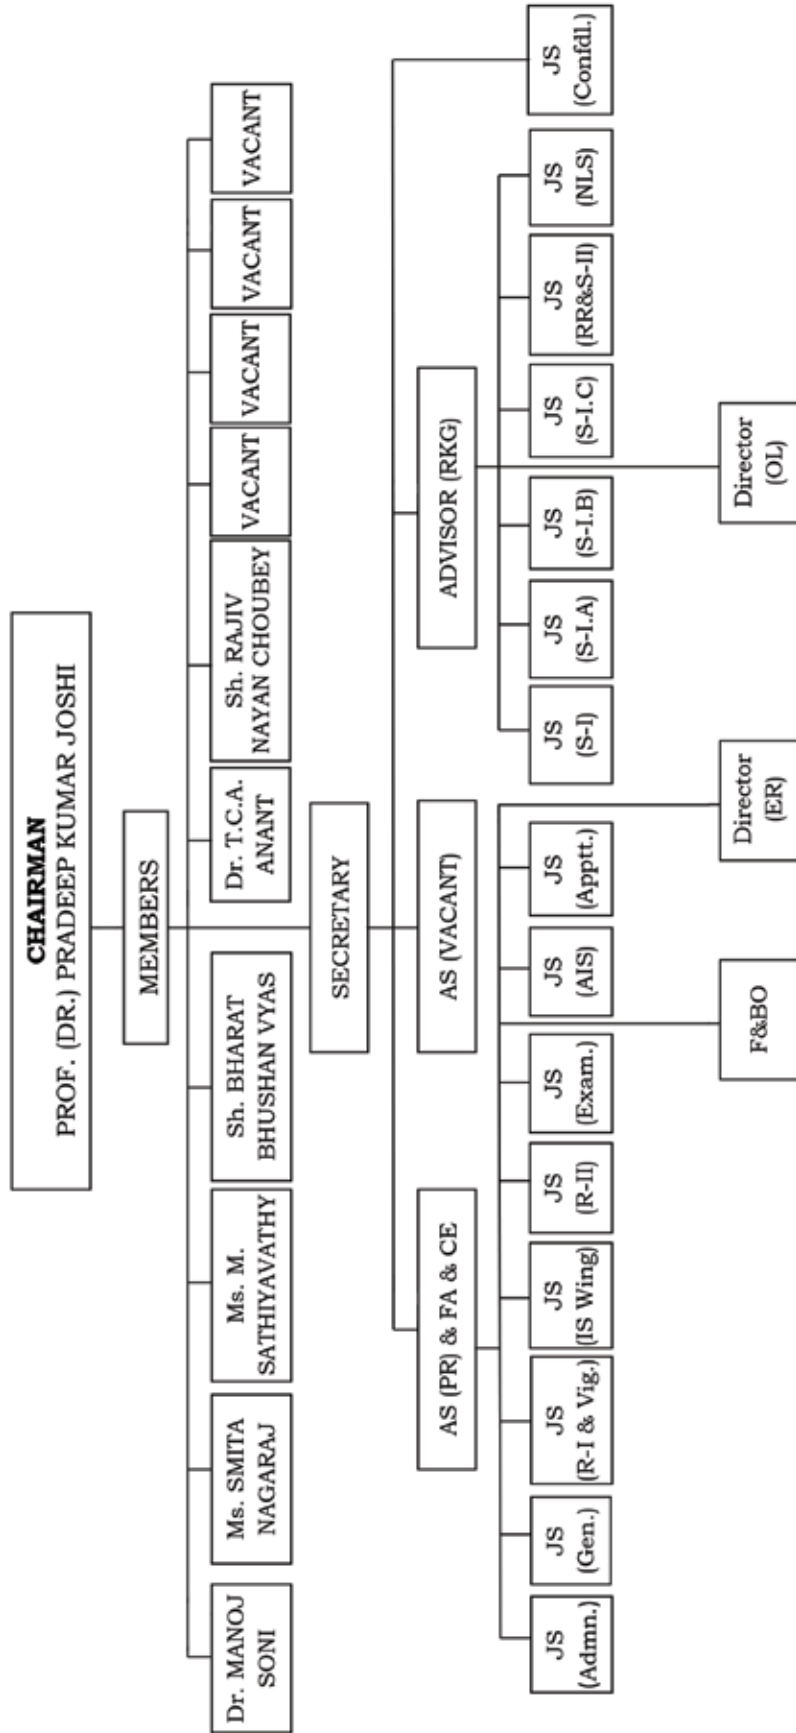 CHAIRMAN
PROF. (DR.) PRADEEP KUMAR JOSHI
MEMBERS
Dr. MANOJ
SONI
Ms. SMITA
NAGARAJ
Ms. M.
SATHIYAVATHY
Sh. BHARAT
BHUSHAN VYAS
Dr. T.C.A.
ANANT
Sh. RAJIV
NAYAN CHOUBEY
VACANT
VACANT
VACANT
VACANT
SECRETARY
AS (PR) & FA & CE
AS (VACANT)
ADVISOR (RKG)
JS
(Admn.)
JS
(Gen.)
JS
(R-I & Vig.)
JS
(IS Wing)
JS
(R-II)
JS
(Exam.)
JS
(AIS)
JS
(Apptt.)
JS
(S-I)
JS
(S-I.A)
JS
(S-I.B)
JS
(S-I.C)
JS
(RR&S-II)
JS
(NLS)
JS
(Confdl.)
F&BO
Director
(ER)
Director
(OL)